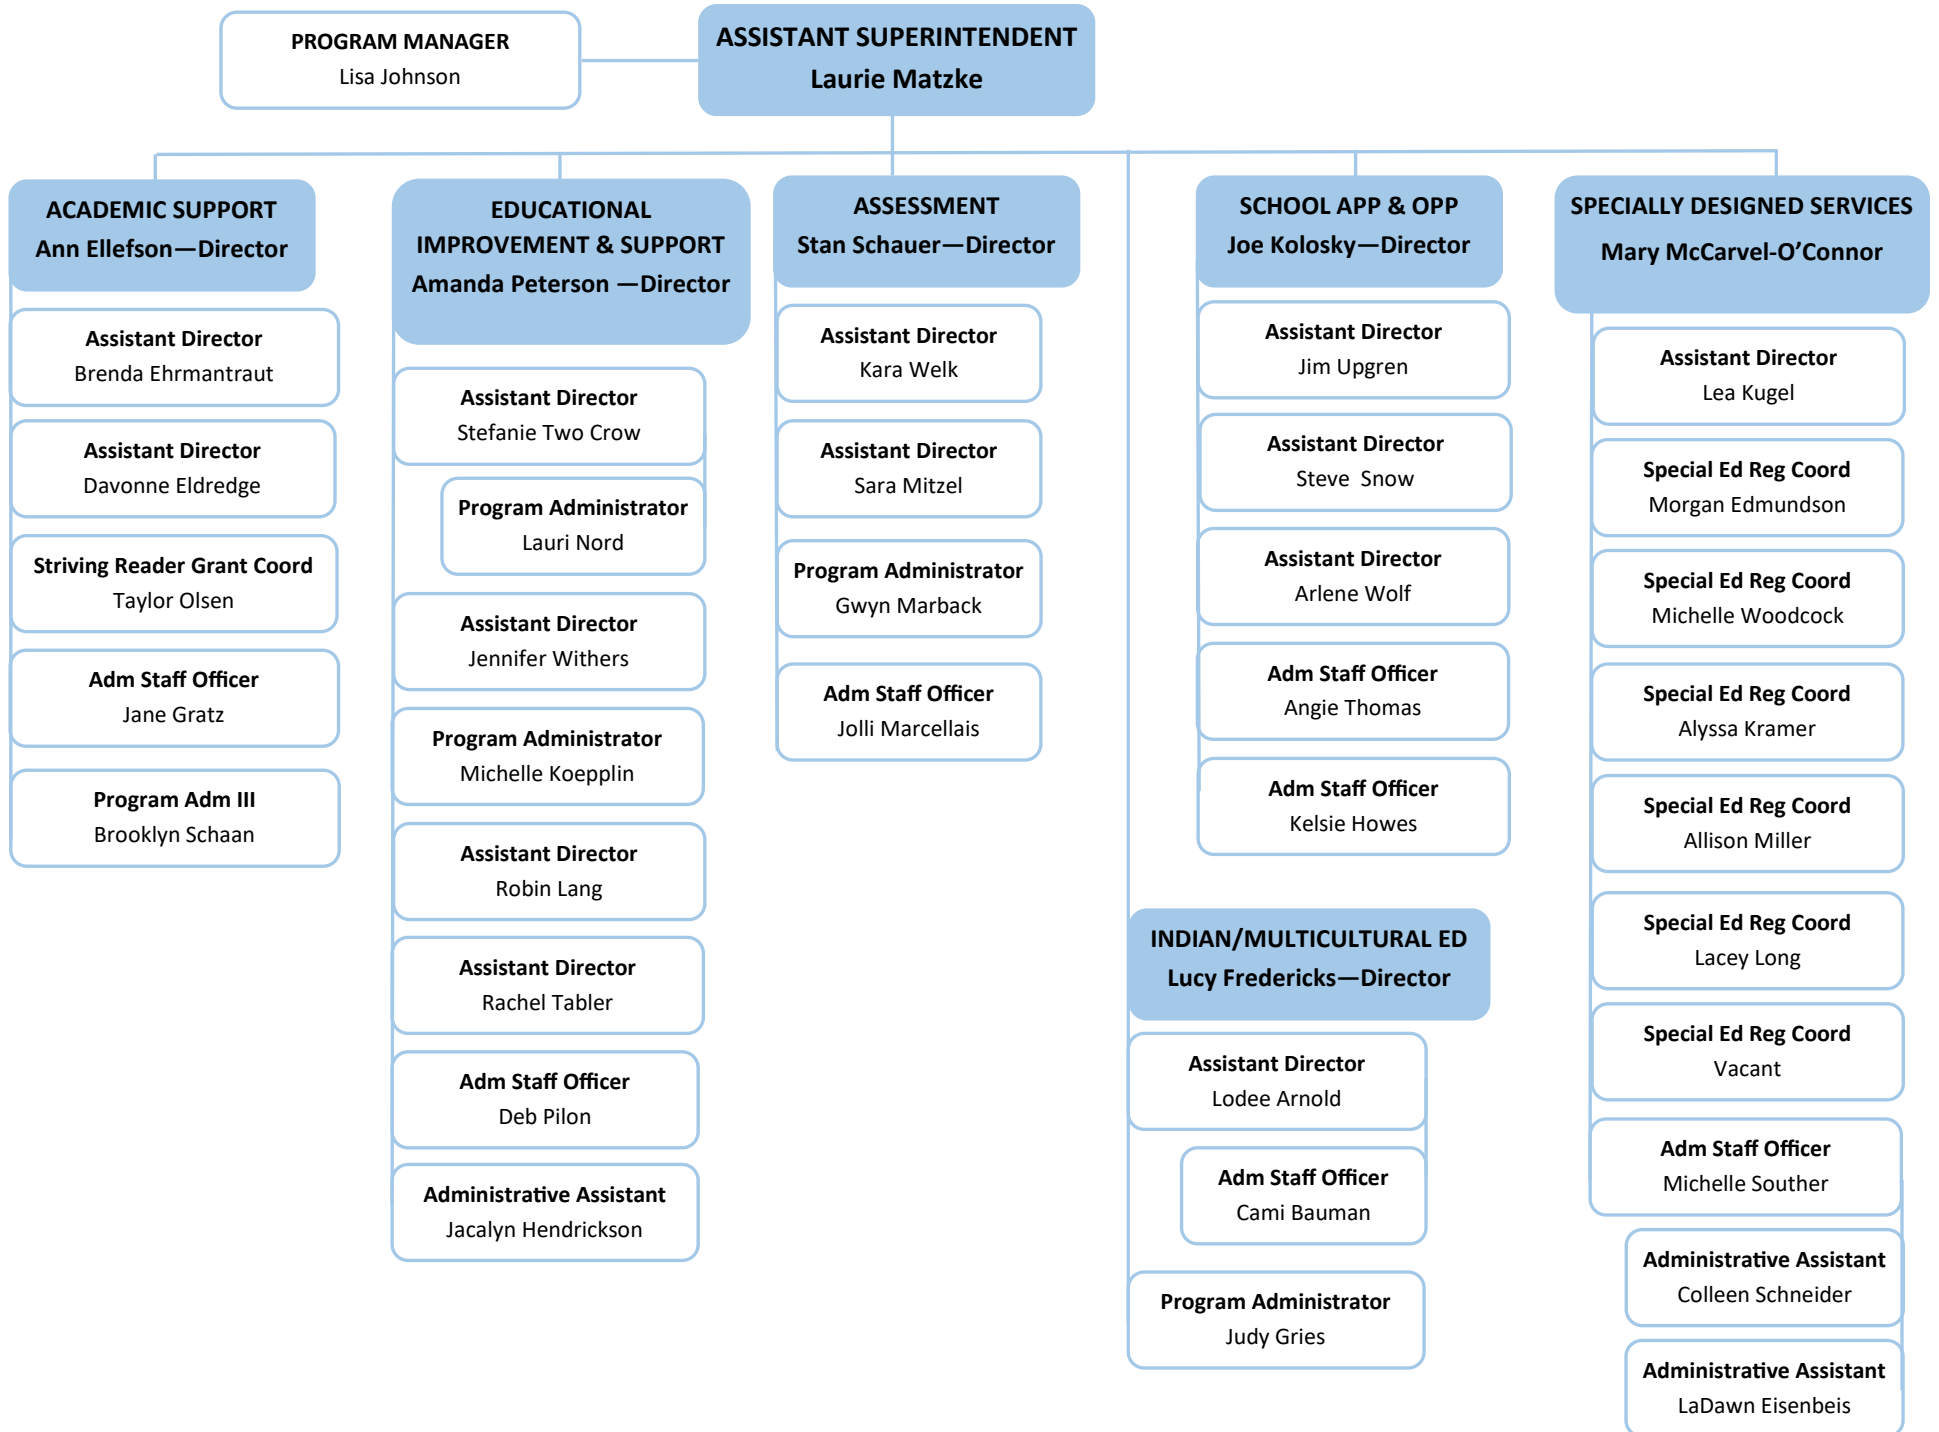 PROGRAM MANAGER
Lisa Johnson
ASSISTANT SUPERINTENDENT
Laurie Matzke
ACADEMIC SUPPORT
Ann Ellefson—Director
Assistant Director
Brenda Ehrmantraut
Assistant Director
Davonne Eldredge
Striving Reader Grant Coord
Taylor Olsen
Adm Staff Officer
Jane Gratz
Program Adm III
Brooklyn Schaan
EDUCATIONAL
IMPROVEMENT & SUPPORT
Amanda Peterson —Director
Assistant Director
Stefanie Two Crow
Program Administrator
Lauri Nord
Assistant Director
Jennifer Withers
Program Administrator
Michelle Koepplin
Assistant Director
Robin Lang
Assistant Director
Rachel Tabler
Adm Staff Officer
Deb Pilon
Administrative Assistant
Jacalyn Hendrickson
ASSESSMENT
Stan Schauer—Director
Assistant Director
Kara Welk
Assistant Director
Sara Mitzel
Program Administrator
Gwyn Marback
Adm Staff Officer
Jolli Marcellais
SCHOOL APP & OPP
Joe Kolosky—Director
Assistant Director
Jim Upgren
Assistant Director
Steve  Snow
Assistant Director
Arlene Wolf
Adm Staff Officer
Angie Thomas
Adm Staff Officer
Kelsie Howes
INDIAN/MULTICULTURAL ED
Lucy Fredericks—Director
Assistant Director
Lodee Arnold
Adm Staff Officer
Cami Bauman
Program Administrator
Judy Gries
SPECIALLY DESIGNED SERVICES
Mary McCarvel-O’Connor
Assistant Director
Lea Kugel
Special Ed Reg Coord
Morgan Edmundson
Special Ed Reg Coord
Michelle Woodcock
Special Ed Reg Coord
Alyssa Kramer
Special Ed Reg Coord
Allison Miller
Special Ed Reg Coord
Lacey Long
Special Ed Reg Coord
Vacant
Adm Staff Officer
Michelle Souther
Administrative Assistant
Colleen Schneider
Administrative Assistant
LaDawn Eisenbeis